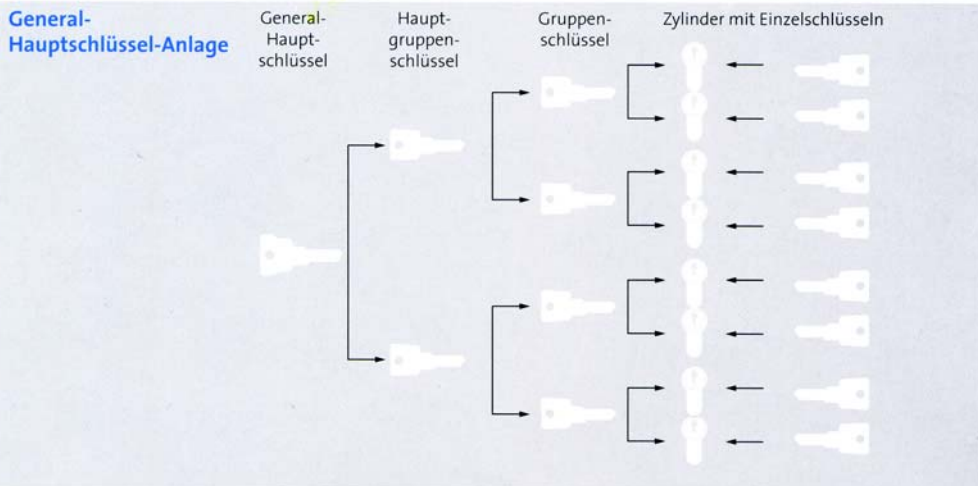 General-
Hauptschlüssel-Anlage
General-
Haupt-
schlüssel
Haupt-
gruppen-
schlüssel
Gruppen-
schlüssel
Zylinder mit Einzelschlüsseln